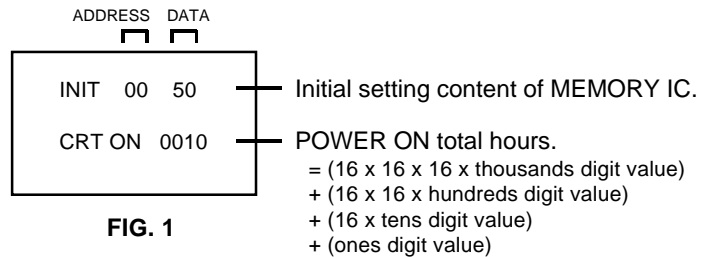 ADDRESS DATA
INIT 00 50 Initial setting content of MEMORY IC.
CRT ON 0010 POWER ON total hours.
= (16 x 16 x 16 x thousands digit value)
+ (16 x 16 x hundreds digit value)
+ (16 x tens digit value)
+ (ones digit value)
FIG. 1